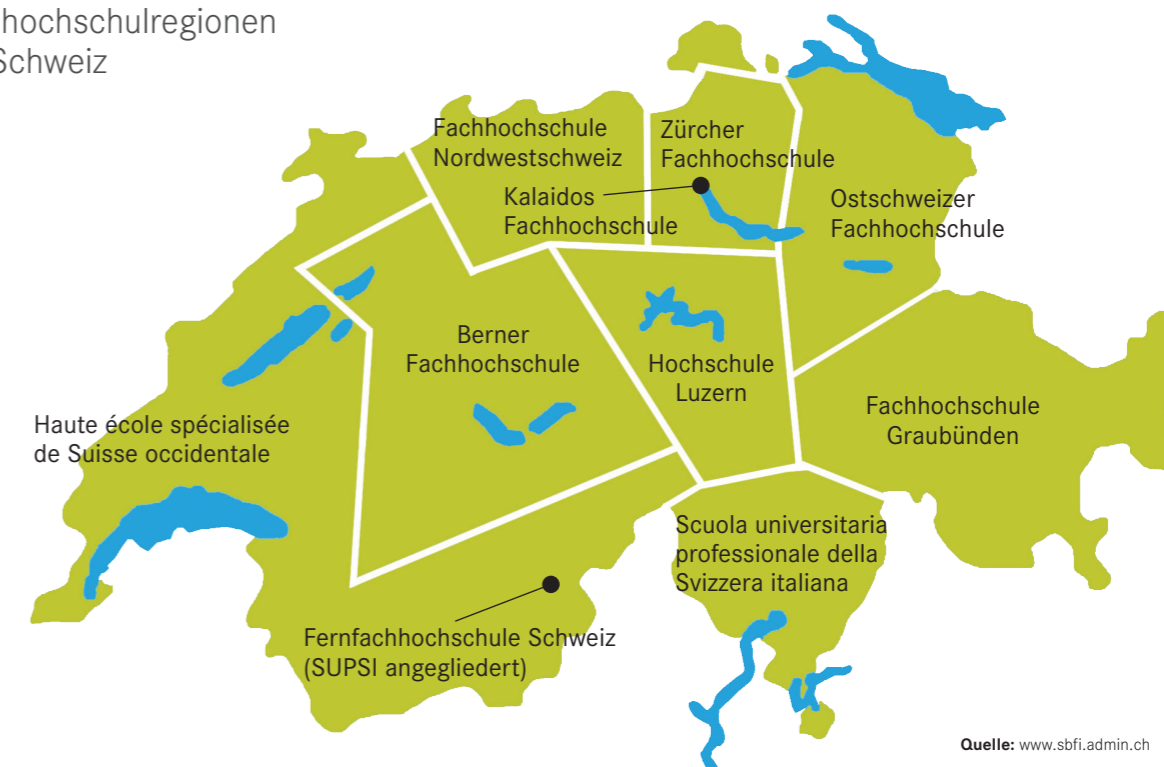 hochschulregionen
Schweiz
Fachhochschule
Nordwestschweiz
Zürcher
Fachhochschule
Kalaidos
Fachhochschule
Ostschweizer
Fachhochschule
Berner
Fachhochschule
Hochschule
Luzern
Fachhochschule
Graubünden
Haute école spécialisée
de Suisse occidentale
Scuola universitaria
professionale della
Svizzera italiana
Fernfachhochschule Schweiz
(SUPSI angegliedert)
Quelle: www.sbfi.admin.ch